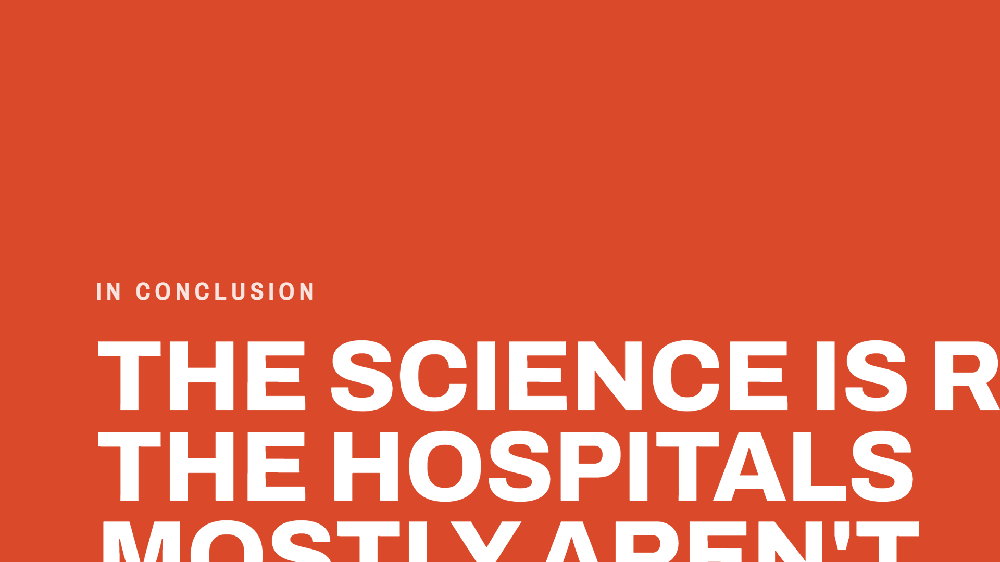 IN CONCLUSION
THE SCIENCE IS
THE HOSPITALS
MOSTLY AREN'T